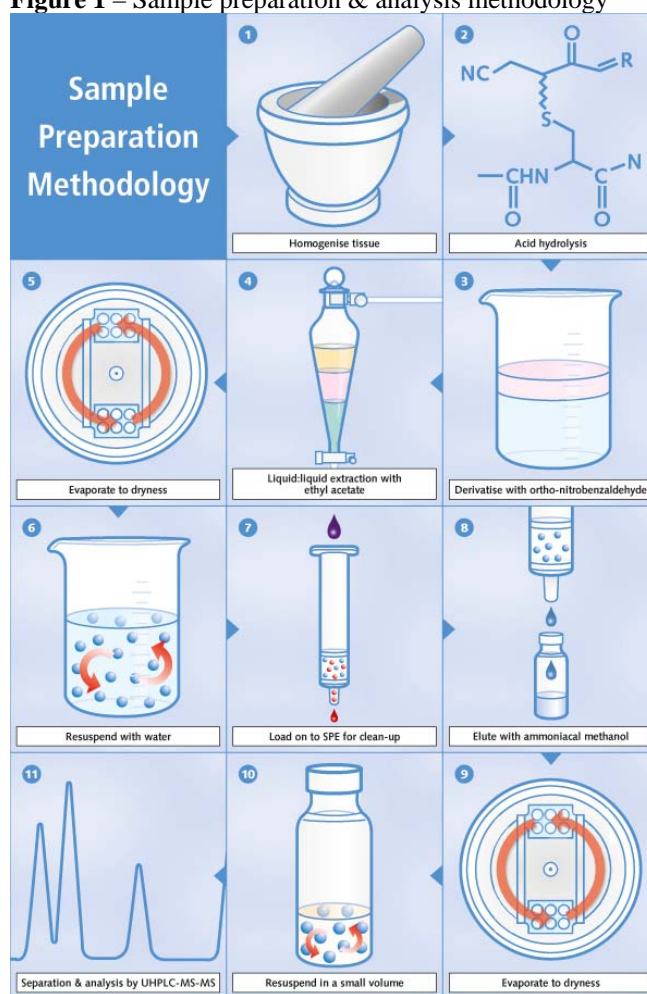 Figure 1 – Sample preparation & analysis methodology
Sample
Preparation
Methodology
1
Homogenise tissue
2
NC
O
R
S
CHN
C
N
O
O
Acid hydrolysis
3
Derivatise with ortho-nitrobenzaldehyde
4
Liquid:liquid extraction with
ethyl acetate
5
Evaporate to dryness
6
Resuspend with water
7
Load on to SPE for clean-up
8
Elute with ammoniacal methanol
9
Evaporate to dryness
10
Resuspend in a small volume
11
Separation & analysis by UHPLC-MS-MS